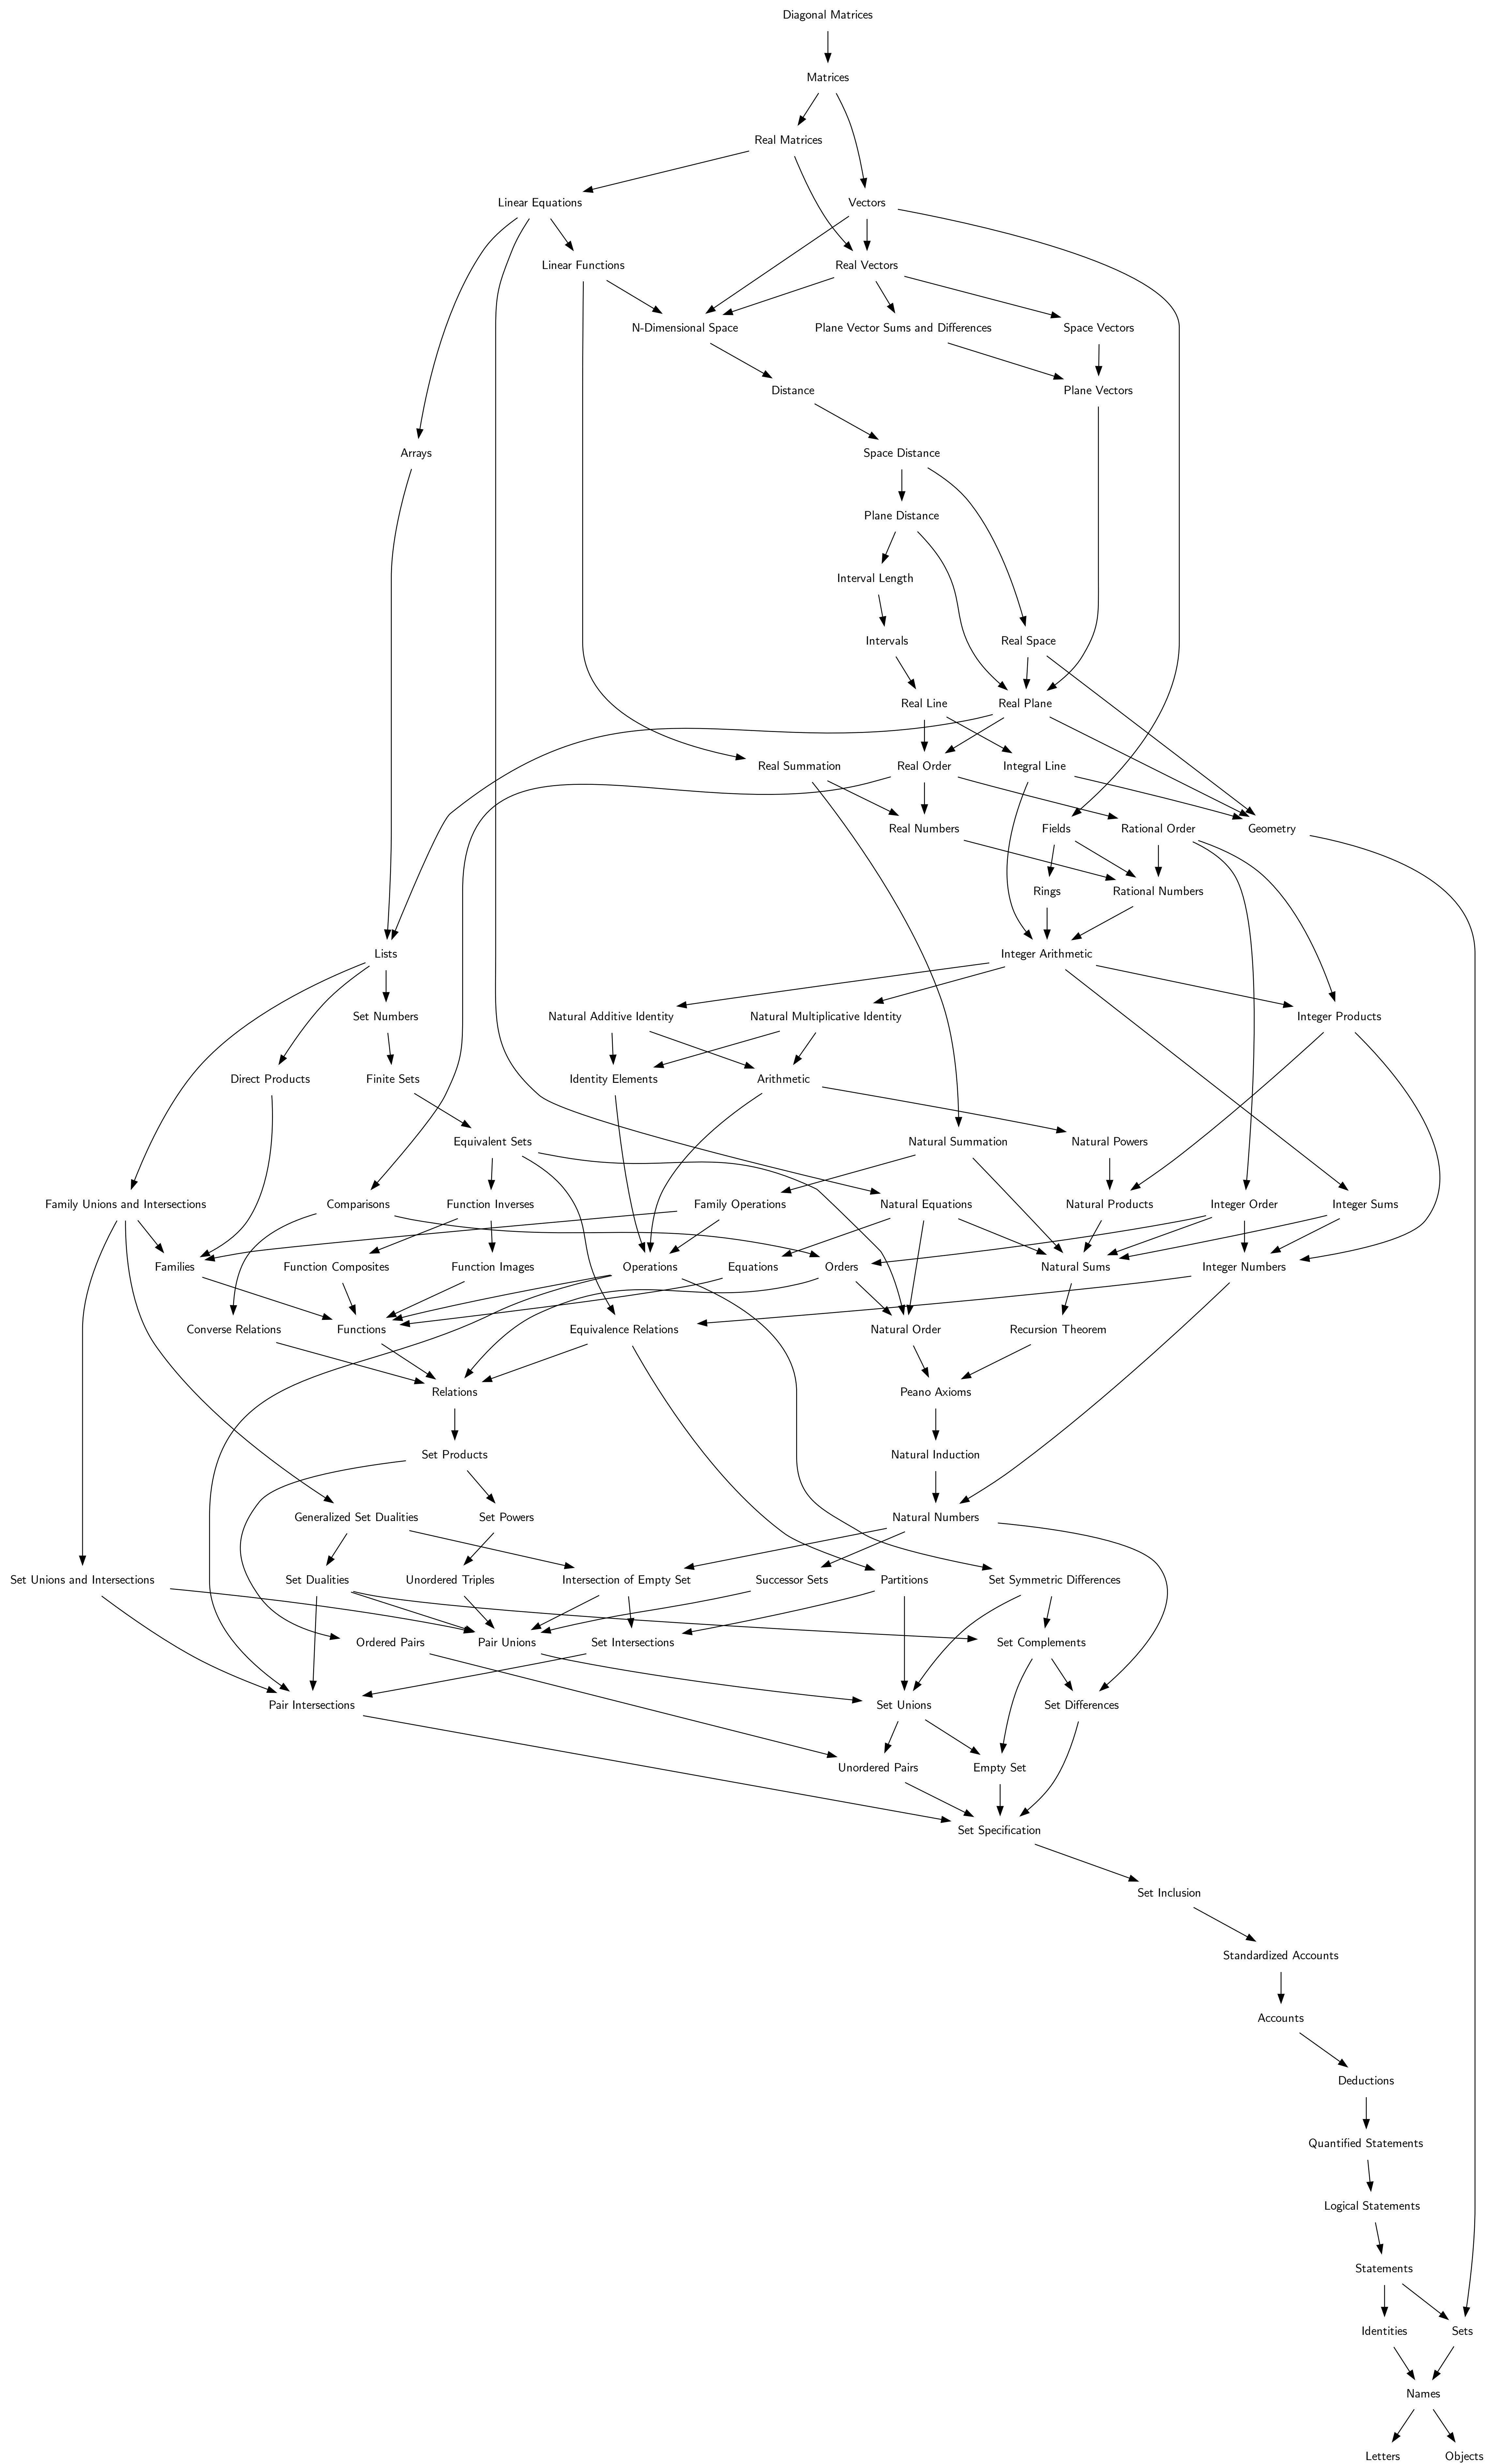 Diagonal Matrices
Matrices
Real Matrices
Linear Equations
Vectors
Linear Functions
Real Vectors
N-Dimensional Space
Plane Vector Sums and Differences
Space Vectors
Distance
Plane Vectors
Arrays
Space Distance
Plane Distance
Interval Length
Intervals
Real Space
Real Line
Real Plane
Real Summation
Real Order
Integral Line
Real Numbers
Fields
Rational Order
Geometry
Rings
Rational Numbers
Lists
Integer Arithmetic
Set Numbers
Natural Additive Identity
Natural Multiplicative Identity
Integer Products
Direct Products
Finite Sets
Identity Elements
Arithmetic
Equivalent Sets
Natural Summation
Natural Powers
Family Unions and Intersections
Comparisons
Function Inverses
Family Operations
Natural Equations
Natural Products
Integer Order
Integer Sums
Families
Function Composites
Function Images
Operations
Equations
Orders
Natural Sums
Integer Numbers
Converse Relations
Functions
Equivalence Relations
Natural Order
Recursion Theorem
Relations
Peano Axioms
Set Products
Natural Induction
Generalized Set Dualities
Set Powers
Natural Numbers
Set Unions and Intersections
Set Dualities
Unordered Triples
Intersection of Empty Set
Successor Sets
Partitions
Set Symmetric Differences
Ordered Pairs
Pair Unions
Set Intersections
Set Complements
Pair Intersections
Set Unions
Set Differences
Unordered Pairs
Empty Set
Set Specification
Set Inclusion
Standardized Accounts
Accounts
Deductions
Quantified Statements
Logical Statements
Statements
Identities
Sets
Names
Letters
Objects